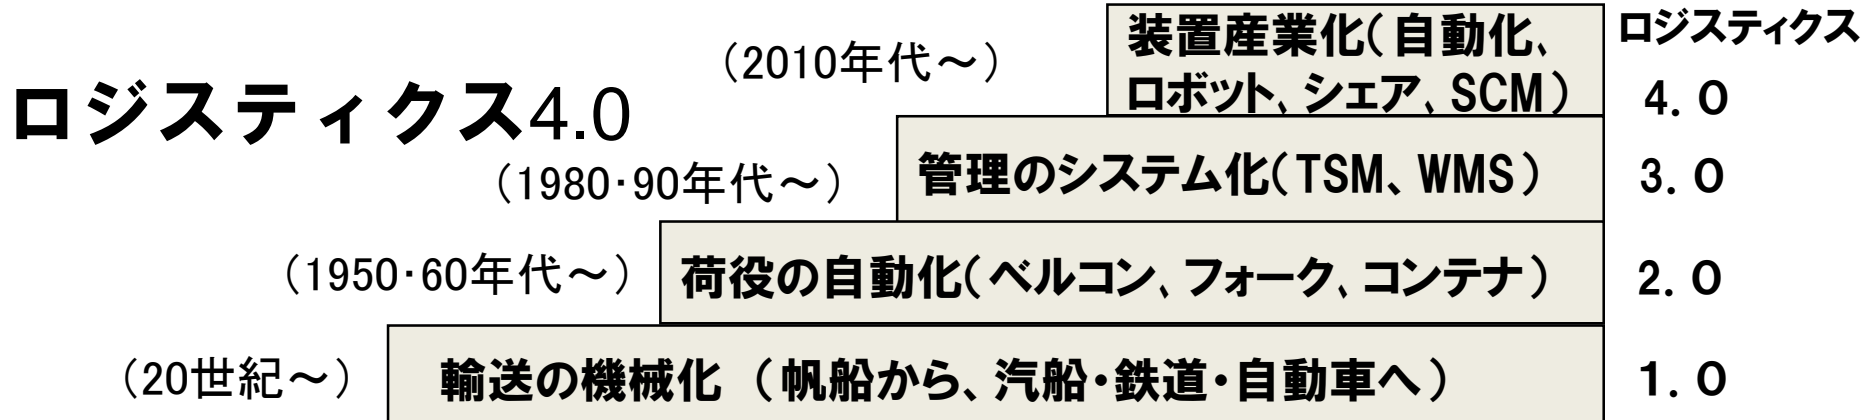 ロジスティクス4.0
（2010年代～）
装置産業化（自動化、
ロボット、シェア、SCM）
ロジスティクス
4．0
（1980･90年代～）
管理のシステム化（TSM、WMS）
3．0
（1950･60年代～）
荷役の自動化（ベルコン、フォーク、コンテナ）
2．0
（20世紀～）
輸送の機械化 （帆船から、汽船・鉄道・自動車へ）
1．0